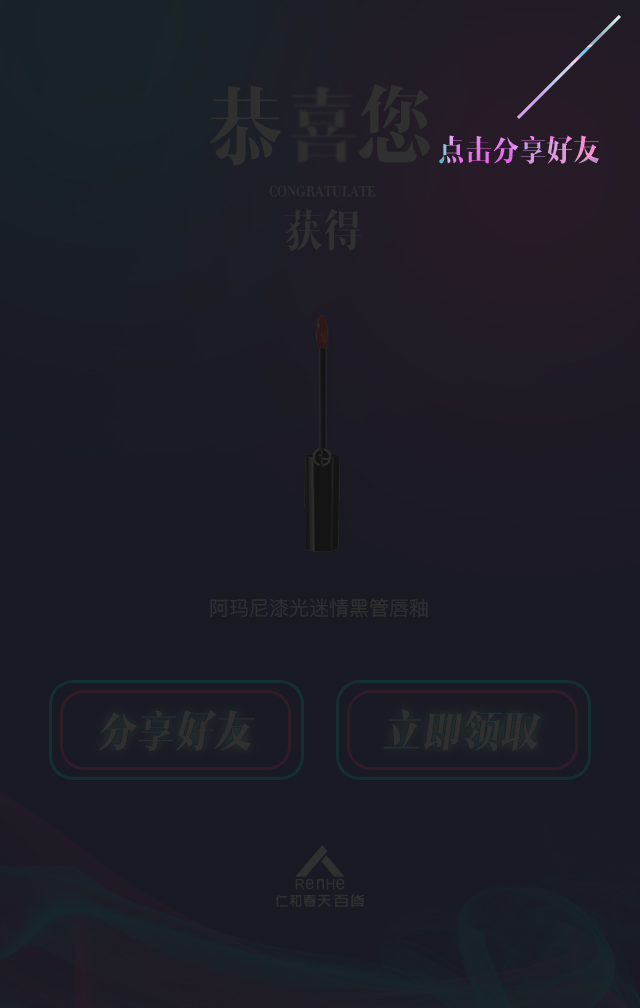 恭喜您
点击分享好友
CONGRATULATE
获得
阿玛尼漆光迷情黑管唇釉
分享好友
立即领取
RenHe
仁和春天百货